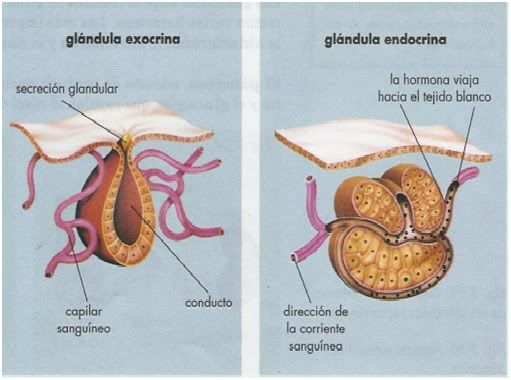 glándula exocrina
secreción glandular
capilar
sanguíneo
conducto
glándula endocrina
la hormona viaja
hacia el tejido blanco
dirección de
la corriente
sanguínea